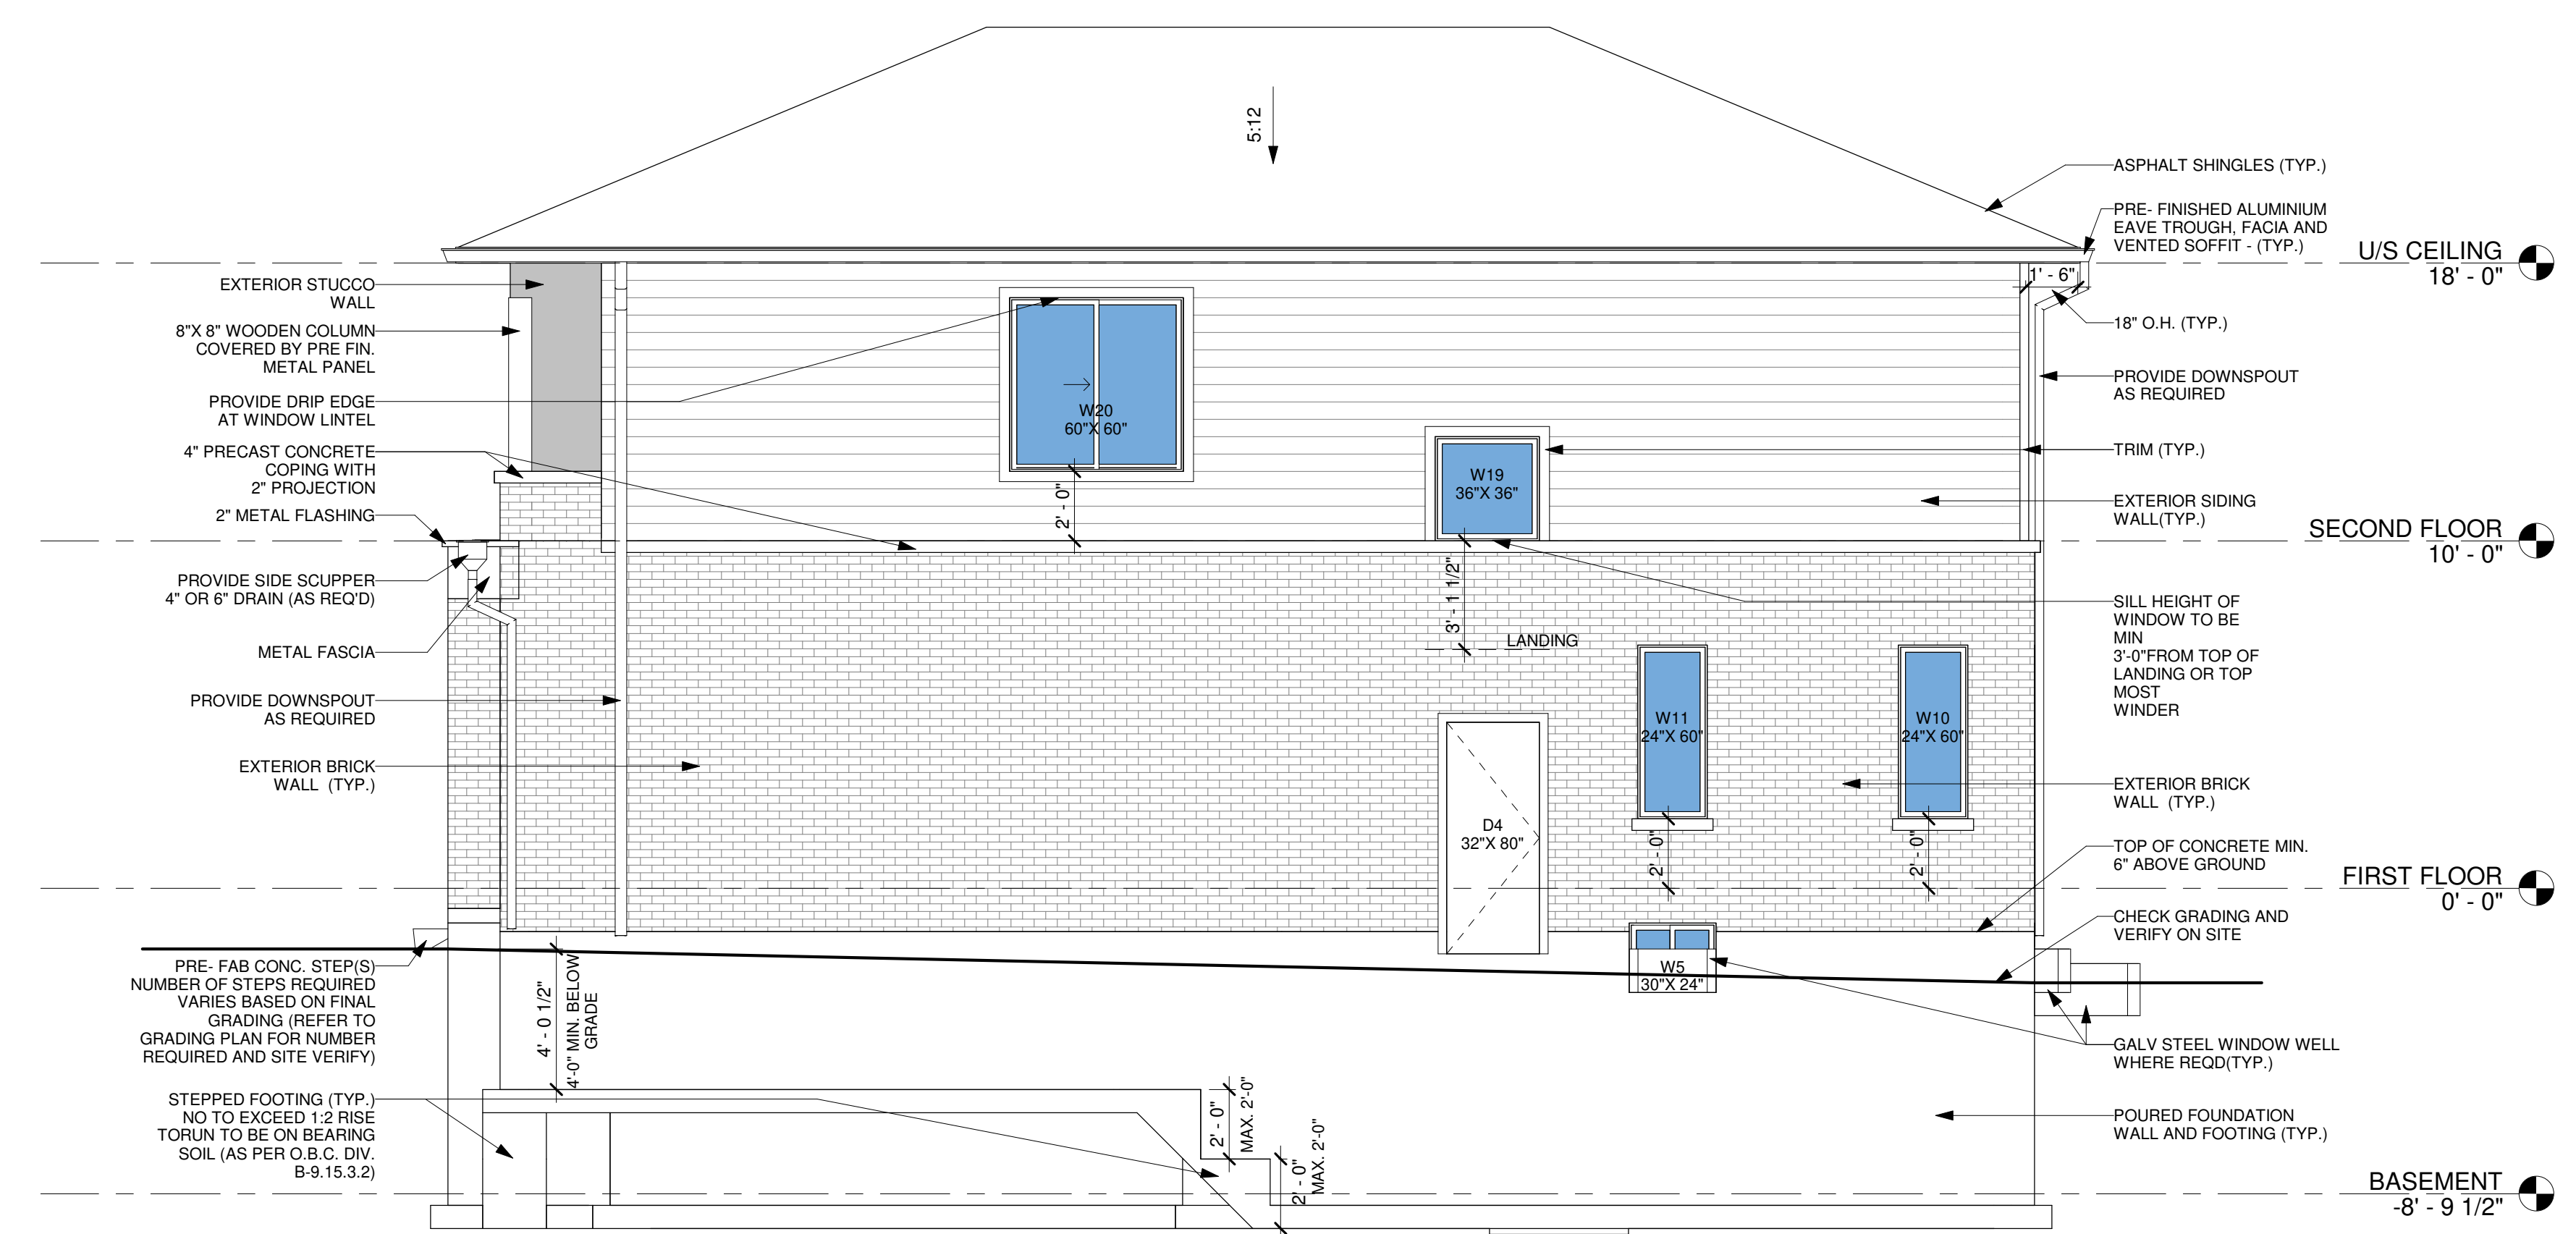 5:12
EXTERIOR STUCCO
WALL
8"X 8" WOODEN COLUMN
COVERED BY PRE FIN.
METAL PANEL
PROVIDE DRIP EDGE
AT WINDOW LINTEL
4" PRECAST CONCRETE
COPING WITH
2" PROJECTION
2" METAL FLASHING
PROVIDE SIDE SCUPPER
4" OR 6" DRAIN (AS REQ'D)
METAL FASCIA
PROVIDE DOWNSPOUT
AS REQUIRED
EXTERIOR BRICK
WALL (TYP.)
PRE- FAB CONC. STEP(S)
NUMBER OF STEPS REQUIRED
VARIES BASED ON FINAL
GRADING (REFER TO
GRADING PLAN FOR NUMBER
REQUIRED AND SITE VERIFY)
STEPPED FOOTING (TYP.)
NO TO EXCEED 1:2 RISE
TORUN TO BE ON BEARING
SOIL (AS PER O.B.C. DIV.
B-9.15.3.2)
W20
60"X 60"
2' - 0"
W19
36"X 36"
3' - 1 1/2"
LANDING
W11
24"X 60"
2' - 0"
W10
24"X 60"
2' - 0"
D4
32"X 80"
W5
30"X 24"
4' - 0 1/2"
4'-0" MIN. BELOW
GRADE
2' - 0"
MAX. 2'-0"
2' - 0"
MAX. 2'-0"
1' - 6"
ASPHALT SHINGLES (TYP.)
PRE- FINISHED ALUMINIUM
EAVE TROUGH, FACIA AND
VENTED SOFFIT - (TYP.)
18" O.H. (TYP.)
PROVIDE DOWNSPOUT
AS REQUIRED
TRIM (TYP.)
EXTERIOR SIDING
WALL(TYP.)
SILL HEIGHT OF
WINDOW TO BE
MIN
3'-0"FROM TOP OF
LANDING OR TOP
MOST
WINDER
EXTERIOR BRICK
WALL (TYP.)
TOP OF CONCRETE MIN.
6" ABOVE GROUND
CHECK GRADING AND
VERIFY ON SITE
GALV STEEL WINDOW WELL
WHERE REQD(TYP.)
POURED FOUNDATION
WALL AND FOOTING (TYP.)
U/S CEILING
18' - 0"
SECOND FLOOR
10' - 0"
FIRST FLOOR
0' - 0"
BASEMENT
-8' - 9 1/2"